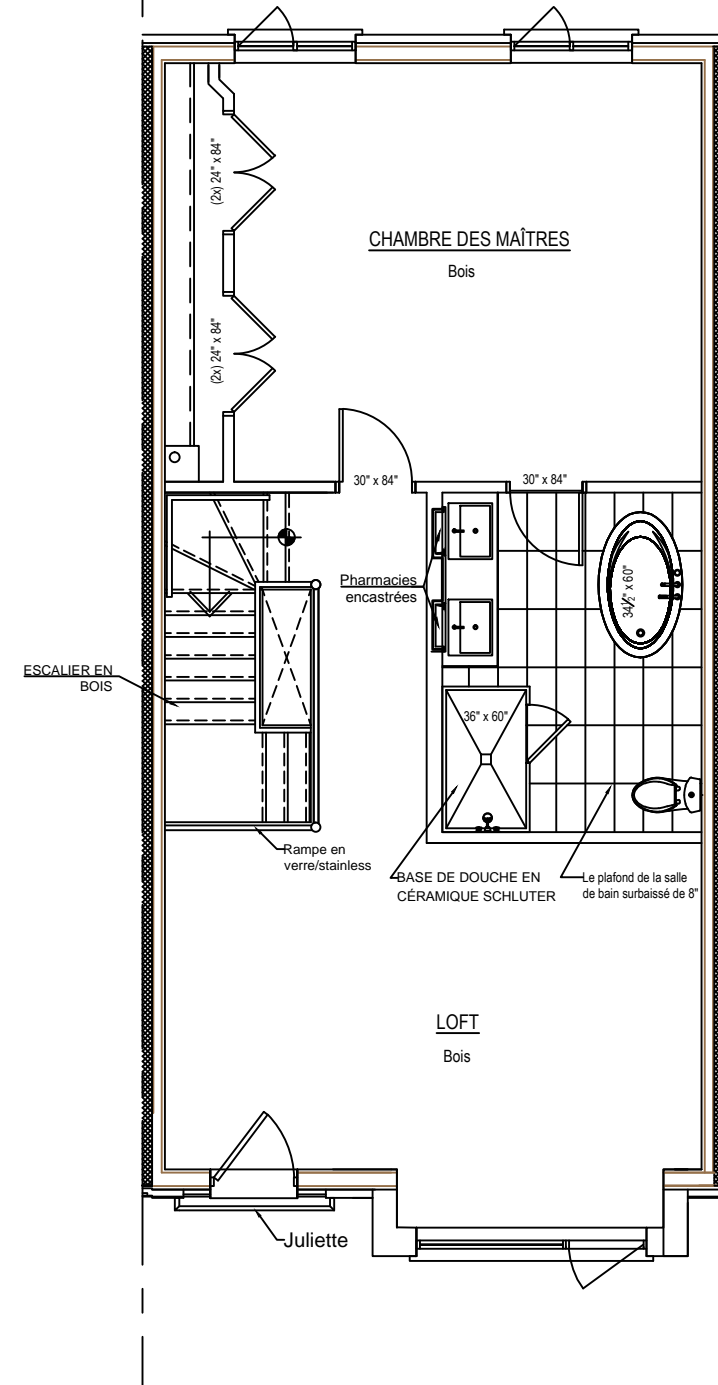 (2x) 24" x 84"
CHAMBRE DES MAÎTRES
Bois
(2x) 24" x 84"
30" x 84"
30" x 84"
Pharmacies
encastrées
34½" x 60"
ESCALIER EN
BOIS
36" x 60"
Rampe en
verre/stainless
BASE DE DOUCHE EN
CÉRAMIQUE SCHLUTER
Le plafond de la salle
de bain surbaissé de 8"
LOFT
Bois
Juliette